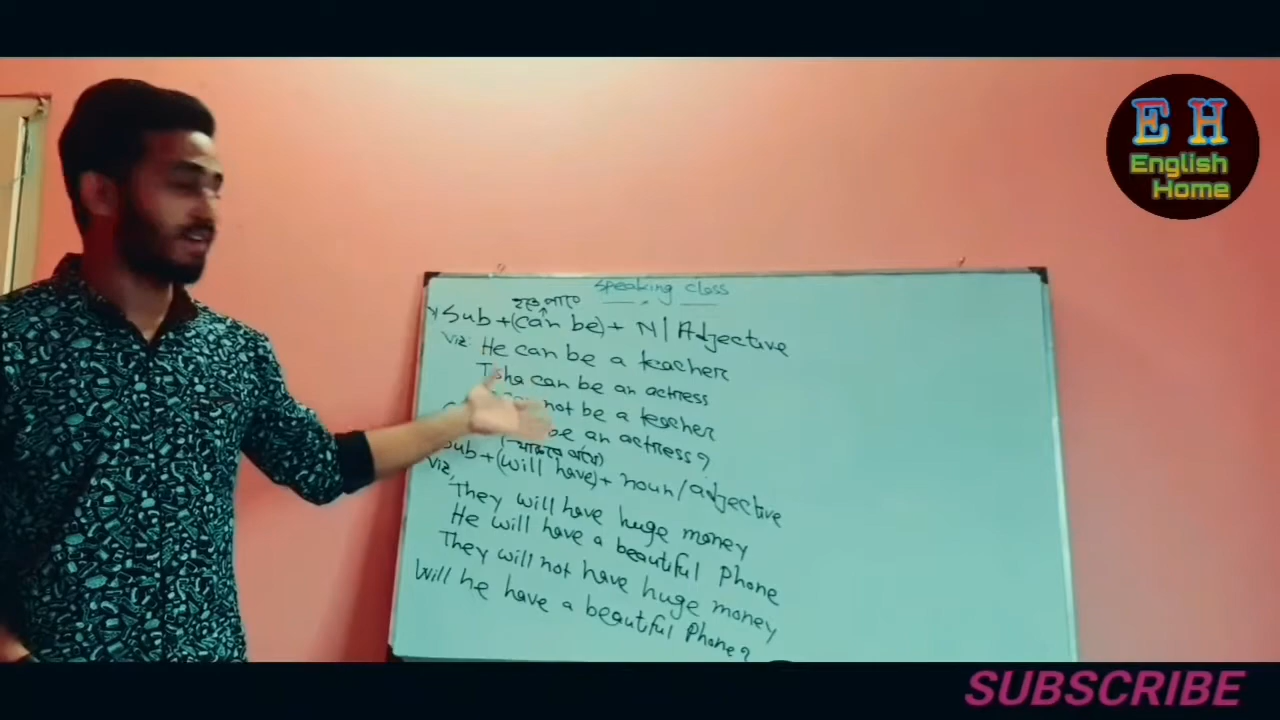 Speaking class
হতে পারে
Sub + (can be) + N / Adjective
Viz: He can be a teacher
Tisha can be an actress
not be a teacher
be an actress?
Sub + (will have) + noun / adjective
Viz,
They will have huge money
He will have a beautiful Phone
They will not have huge money
Will he have a beautiful Phone?
E H
English
Home
SUBSCRIBE